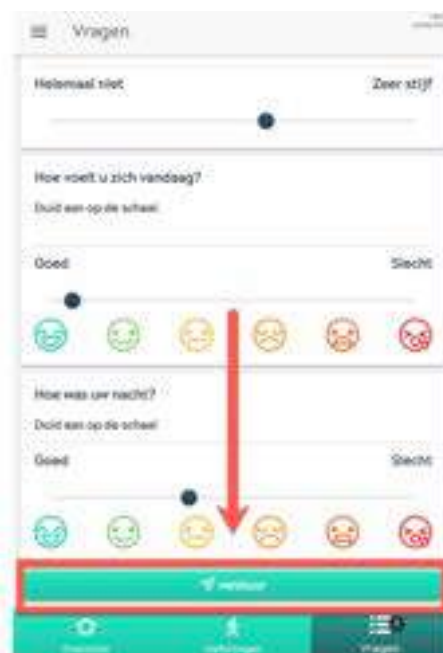 Vragen
Helemaal niet Zeer stijf
Hoe voelt u zich vandaag?
Duid aan op de schaal
Goed Slecht
Hoe was uw nacht?
Duid aan op de schaal
Goed Slecht
Verstuur
Vragen